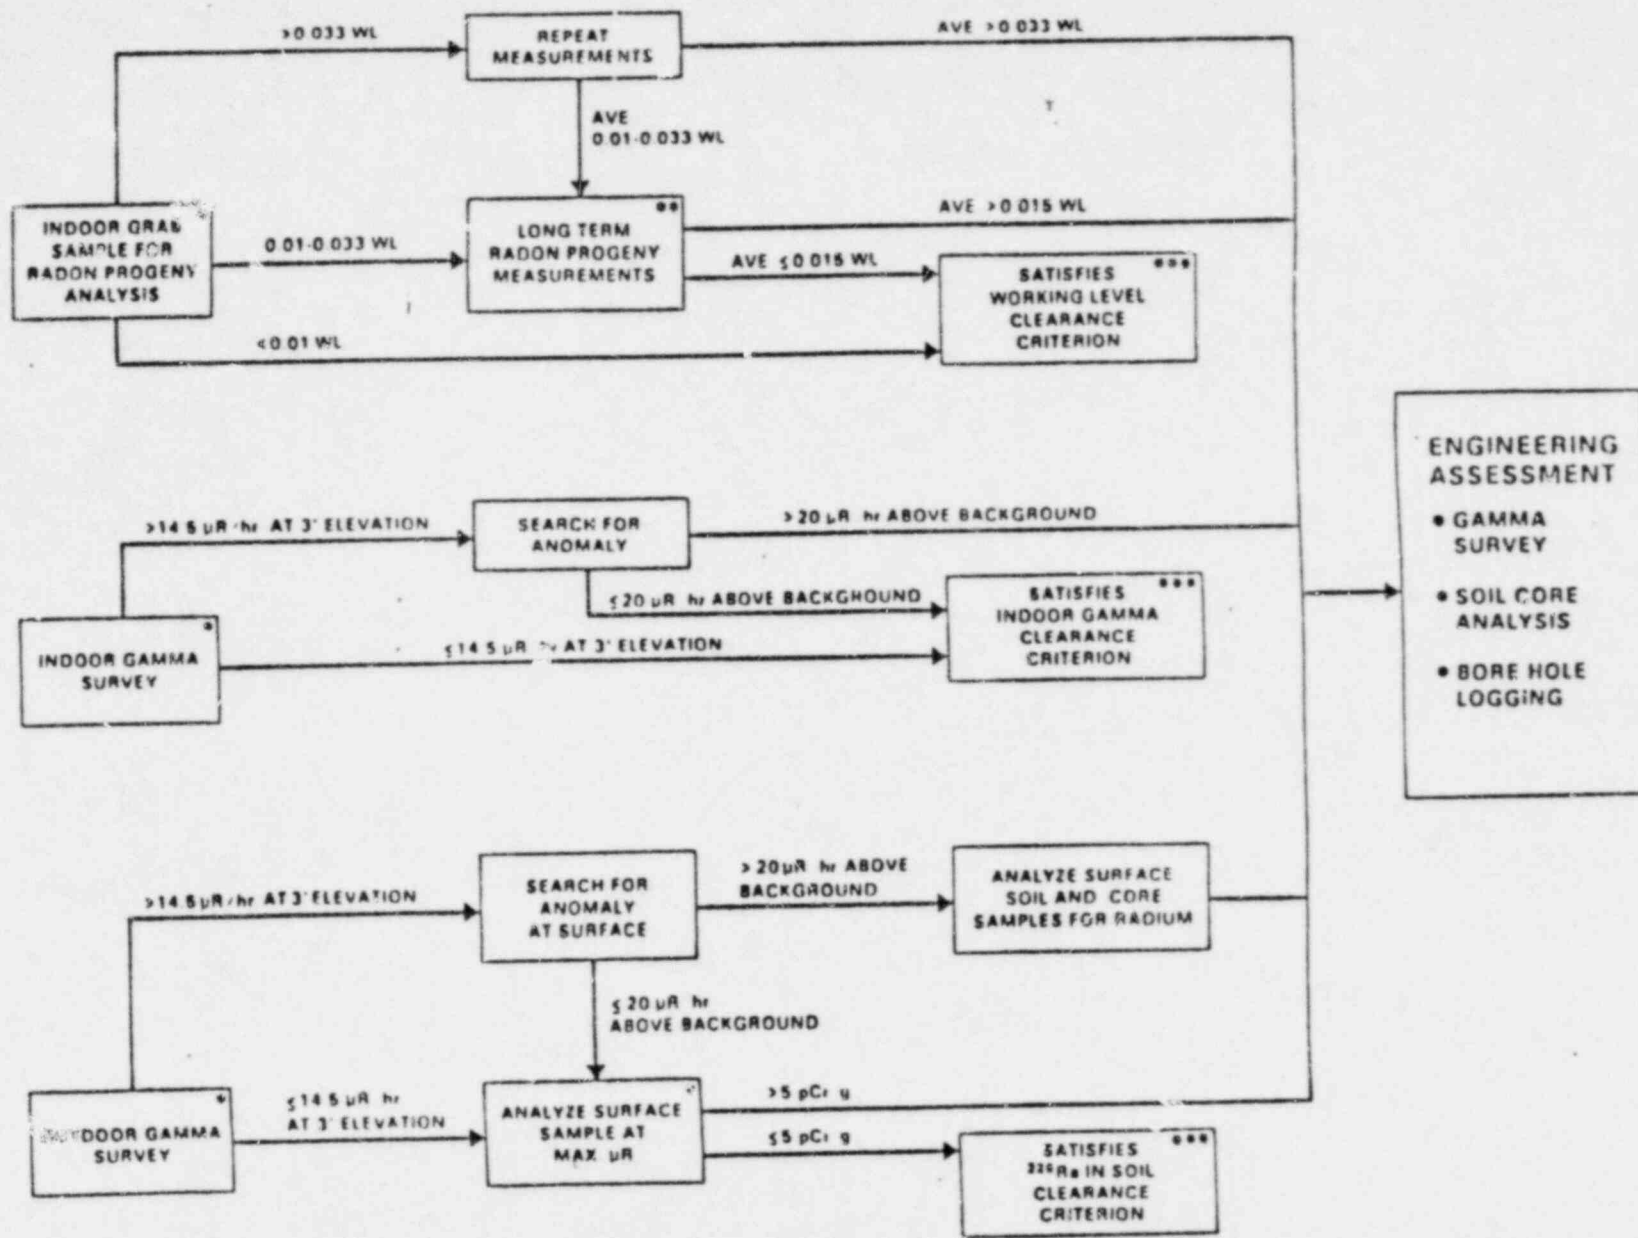 >0.033 WL
REPEAT
MEASUREMENTS
AVE >0.033 WL
AVE
0.01-0.033 WL
INDOOR GRAB
SAMPLE FOR
RADON PROGENY
ANALYSIS
0.01-0.033 WL
LONG TERM
RADON PROGENY
MEASUREMENTS
**
AVE >0.015 WL
AVE ≤0.015 WL
<0.01 WL
SATISFIES
WORKING LEVEL
CLEARANCE
CRITERION
***
>14.5 µR/hr AT 3' ELEVATION
SEARCH FOR
ANOMALY
>20 µR hr ABOVE BACKGROUND
≤20 µR hr ABOVE BACKGROUND
INDOOR GAMMA
SURVEY
*
≤14.5 µR AT 3' ELEVATION
SATISFIES
INDOOR GAMMA
CLEARANCE
CRITERION
***
ENGINEERING
ASSESSMENT
• GAMMA
SURVEY
• SOIL CORE
ANALYSIS
• BORE HOLE
LOGGING
>14.5 µR/hr AT 3' ELEVATION
SEARCH FOR
ANOMALY
AT SURFACE
>20 µR hr ABOVE
BACKGROUND
ANALYZE SURFACE
SOIL AND CORE
SAMPLES FOR RADIUM
≤20 µR hr
ABOVE BACKGROUND
OUTDOOR GAMMA
SURVEY
*
≤14.5 µR hr
AT 3' ELEVATION
ANALYZE SURFACE
SAMPLE AT
MAX µR
>5 pCi g
≤5 pCi g
SATISFIES
²²⁶Ra IN SOIL
CLEARANCE
CRITERION
***